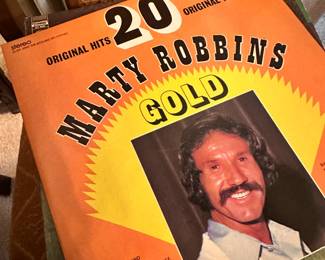 stereo
20
ORIGINAL HITS
ORIGINAL
MARTY ROBBINS
GOLD